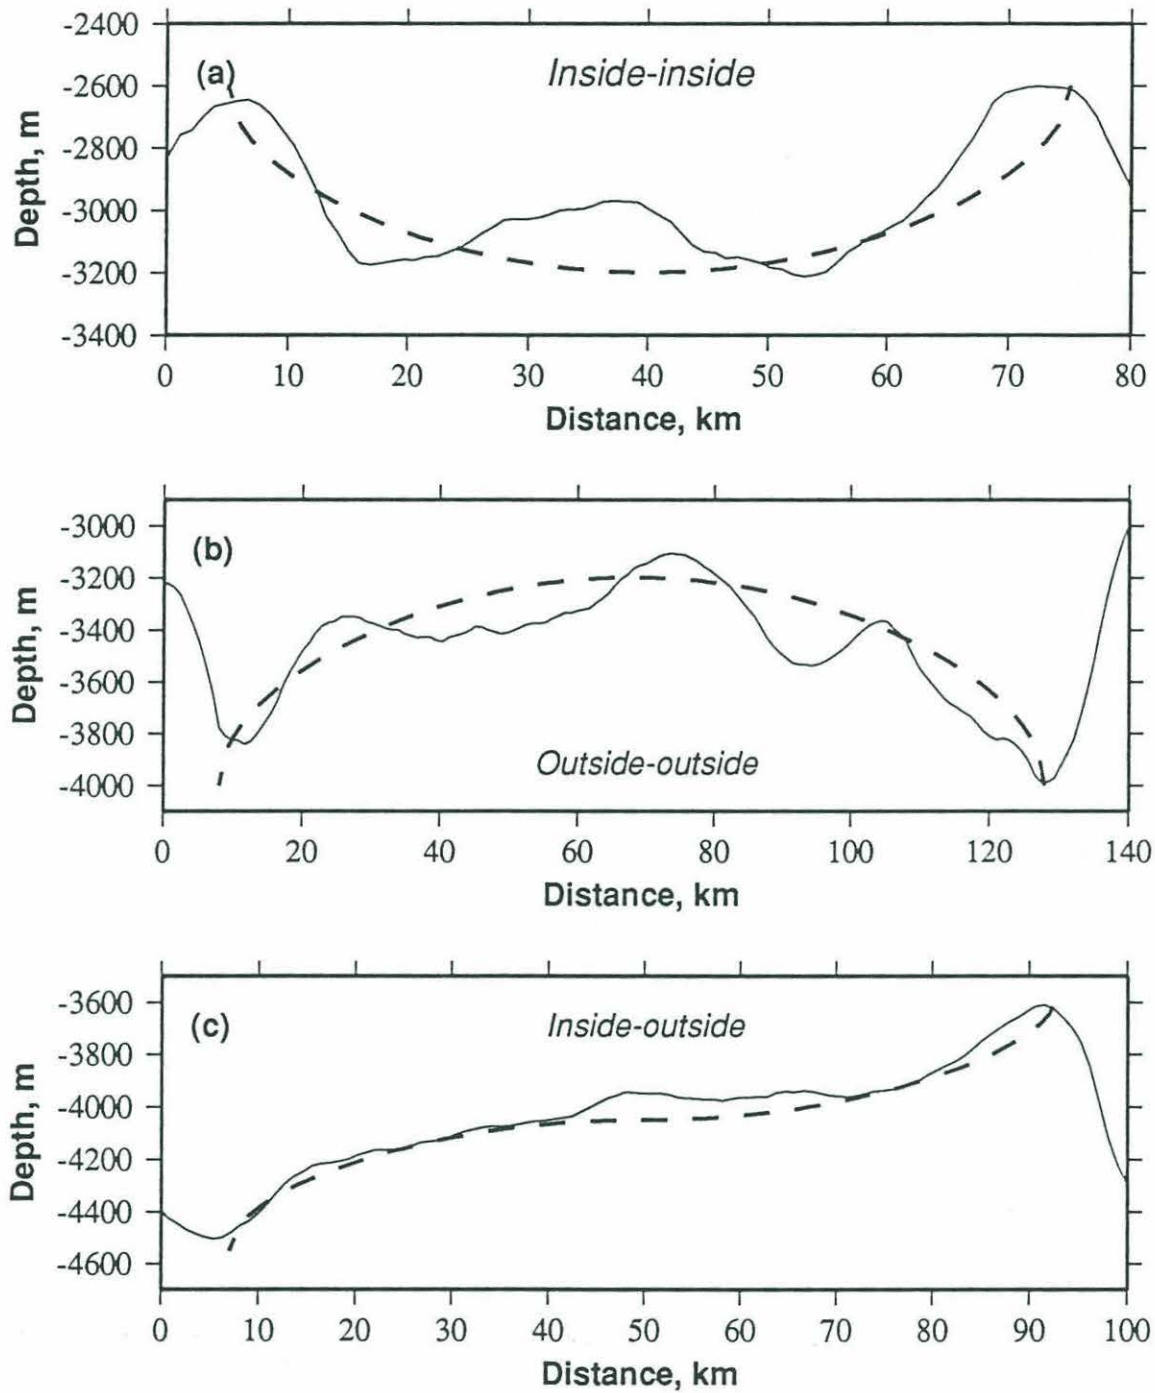 (a)
Inside-inside
-2400
-2600
-2800
-3000
-3200
-3400
Depth, m
0 10 20 30 40 50 60 70 80
Distance, km
(b)
Outside-outside
-3000
-3200
-3400
-3600
-3800
-4000
Depth, m
0 20 40 60 80 100 120 140
Distance, km
(c)
Inside-outside
-3600
-3800
-4000
-4200
-4400
-4600
Depth, m
0 10 20 30 40 50 60 70 80 90 100
Distance, km